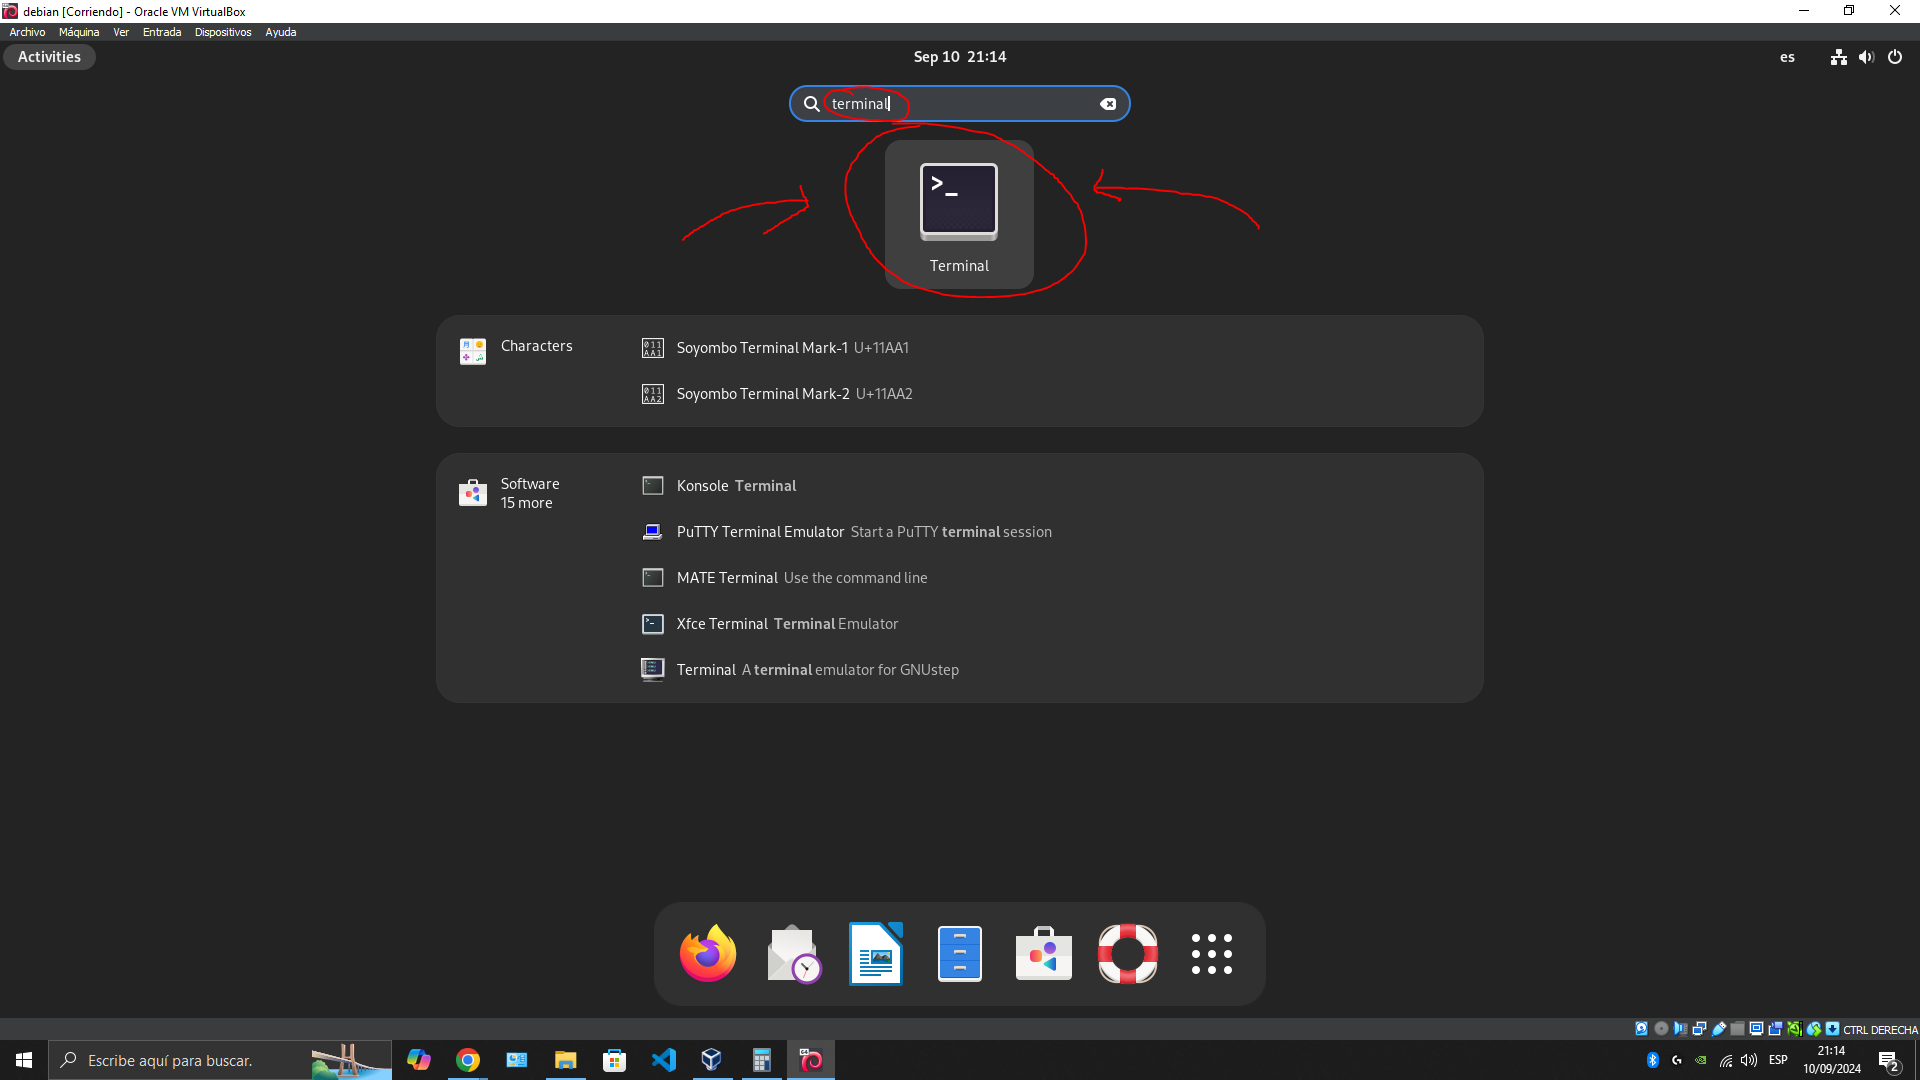 debian [Corriendo] - Oracle VM VirtualBox
Archivo Máquina Ver Entrada Dispositivos Ayuda
Activities
Sep 10 21:14
es
terminal
>_
Terminal
Characters
Soyombo Terminal Mark-1 U+11AA1
Soyombo Terminal Mark-2 U+11AA2
Software
15 more
Konsole Terminal
PuTTY Terminal Emulator Start a PuTTY terminal session
MATE Terminal Use the command line
Xfce Terminal Terminal Emulator
Terminal A terminal emulator for GNUstep
CTRL DERECHA
Escribe aquí para buscar.
ESP
21:14
10/09/2024
2